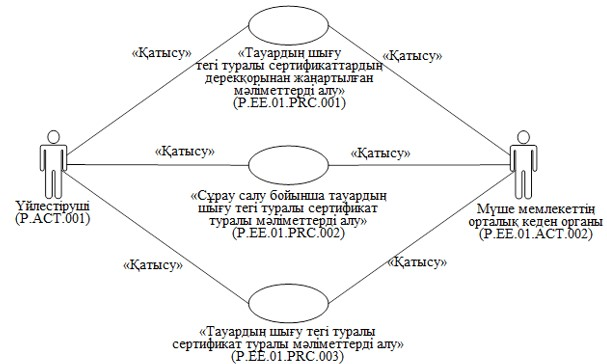 «Қатысу»
«Қатысу»
«Тауардың шығу
тегі туралы сертификаттардың
дерекқорынан жаңартылған
мәліметтерді алу»
(P.EE.01.PRC.001)
«Қатысу»
«Қатысу»
«Сұрау салу бойынша тауардың
шығу тегі туралы сертификат
туралы мәліметтерді алу»
(P.EE.01.PRC.002)
Үйлестіруші
(P.ACT.001)
Мүше мемлекеттің
орталық кеден органы
(P.EE.01.ACT.002)
«Қатысу»
«Қатысу»
«Тауардың шығу тегі туралы
сертификат туралы мәліметтерді алу»
(P.EE.01.PRC.003)